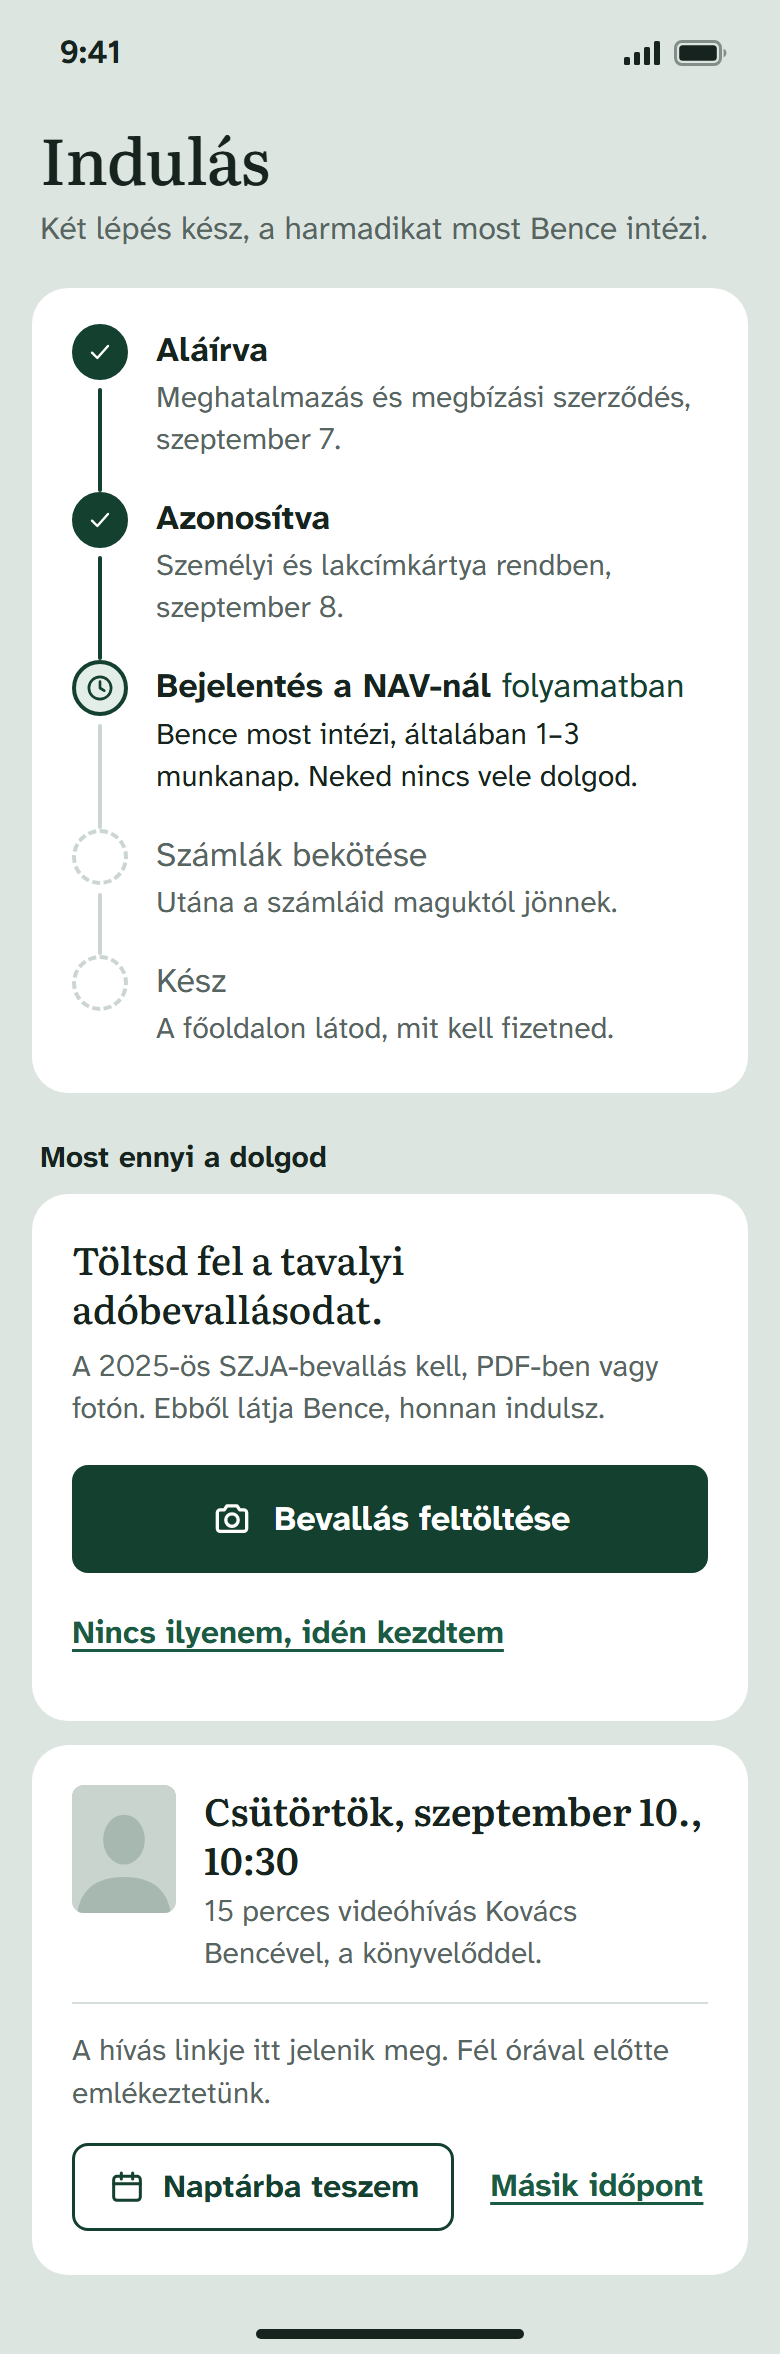 9:41
Indulás
Két lépés kész, a harmadikat most Bence intézi.
Aláírva
Meghatalmazás és megbízási szerződés,
szeptember 7.
Azonosítva
Személyi és lakcímkártya rendben,
szeptember 8.
Bejelentés a NAV-nál folyamatban
Bence most intézi, általában 1–3
munkanap. Neked nincs vele dolgod.
Számlák bekötése
Utána a számláid maguktól jönnek.
Kész
A főoldalon látod, mit kell fizetned.
Most ennyi a dolgod
Töltsd fel a tavalyi
adóbevallásodat.
A 2025-ös SZJA-bevallás kell, PDF-ben vagy
fotón. Ebből látja Bence, honnan indulsz.
Bevallás feltöltése
Nincs ilyenem, idén kezdtem
Csütörtök, szeptember 10.,
10:30
15 perces videóhívás Kovács
Bencével, a könyvelőddel.
A hívás linkje itt jelenik meg. Fél órával előtte
emlékeztetünk.
Naptárba teszem
Másik időpont